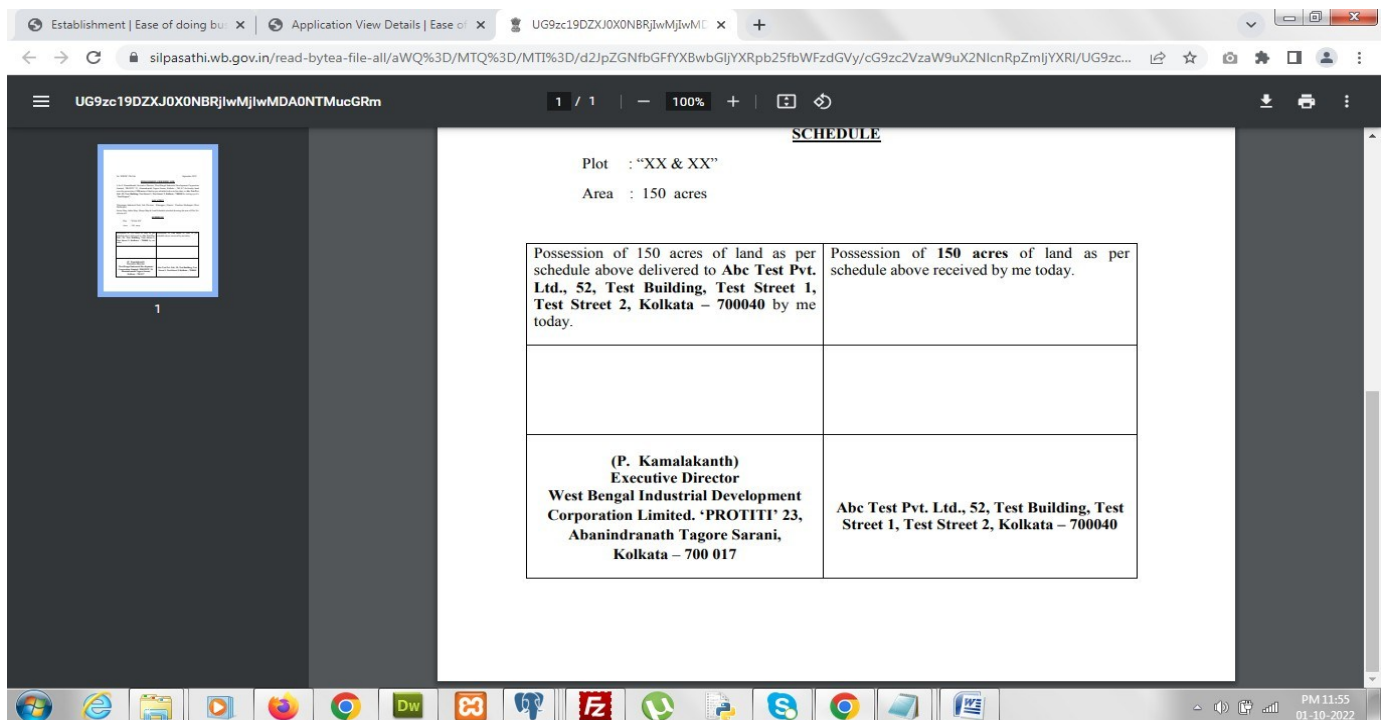 Establishment | Ease of doing bu
Application View Details | Ease of
UG9zc19DZXJ0X0NBRjIwMjIwMD
silpasathi.wb.gov.in/read-bytea-file-all/aWQ%3D/MTQ%3D/MTI%3D/d2JpZGNfbGFfYXBwbGljYXRpb25fbWFzdGVy/cG9zc2VzaW9uX2NlcnRpZmljYXRl/UG9zc...
UG9zc19DZXJ0X0NBRjIwMjIwMDA0NTMucGRm
1 / 1
100%
1
SCHEDULE
Plot : “XX & XX”
Area : 150 acres
Possession of 150 acres of land as per
schedule above delivered to Abc Test Pvt.
Ltd., 52, Test Building, Test Street 1,
Test Street 2, Kolkata – 700040 by me
today.
Possession of 150 acres of land as per
schedule above received by me today.
(P. Kamalakanth)
Executive Director
West Bengal Industrial Development
Corporation Limited. ‘PROTITI’ 23,
Abanindranath Tagore Sarani,
Kolkata – 700 017
Abc Test Pvt. Ltd., 52, Test Building, Test
Street 1, Test Street 2, Kolkata – 700040
Dw
Fz
PM 11:55
01-10-2022